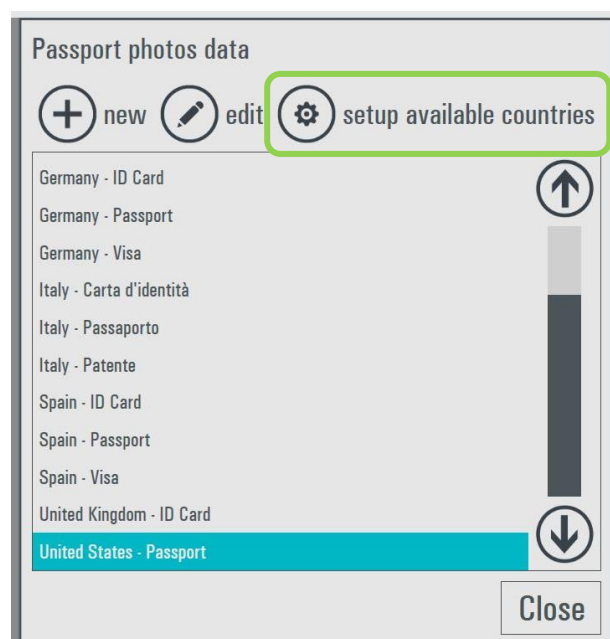 Passport photos data
new edit setup available countries
Germany - ID Card
Germany - Passport
Germany - Visa
Italy - Carta d'identità
Italy - Passaporto
Italy - Patente
Spain - ID Card
Spain - Passport
Spain - Visa
United Kingdom - ID Card
United States - Passport
Close